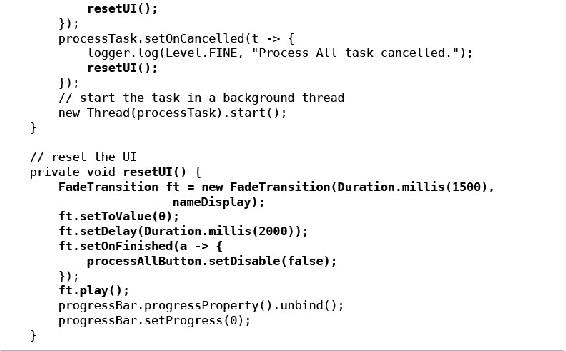 resetUI();
});
processTask.setOnCancelled(t -> {
logger.log(Level.FINE, "Process All task cancelled.");
resetUI();
});
// start the task in a background thread
new Thread(processTask).start();
}
// reset the UI
private void resetUI() {
FadeTransition ft = new FadeTransition(Duration.millis(1500),
nameDisplay);
ft.setToValue(0);
ft.setDelay(Duration.millis(2000));
ft.setOnFinished(a -> {
processAllButton.setDisable(false);
});
ft.play();
progressBar.progressProperty().unbind();
progressBar.setProgress(0);
}